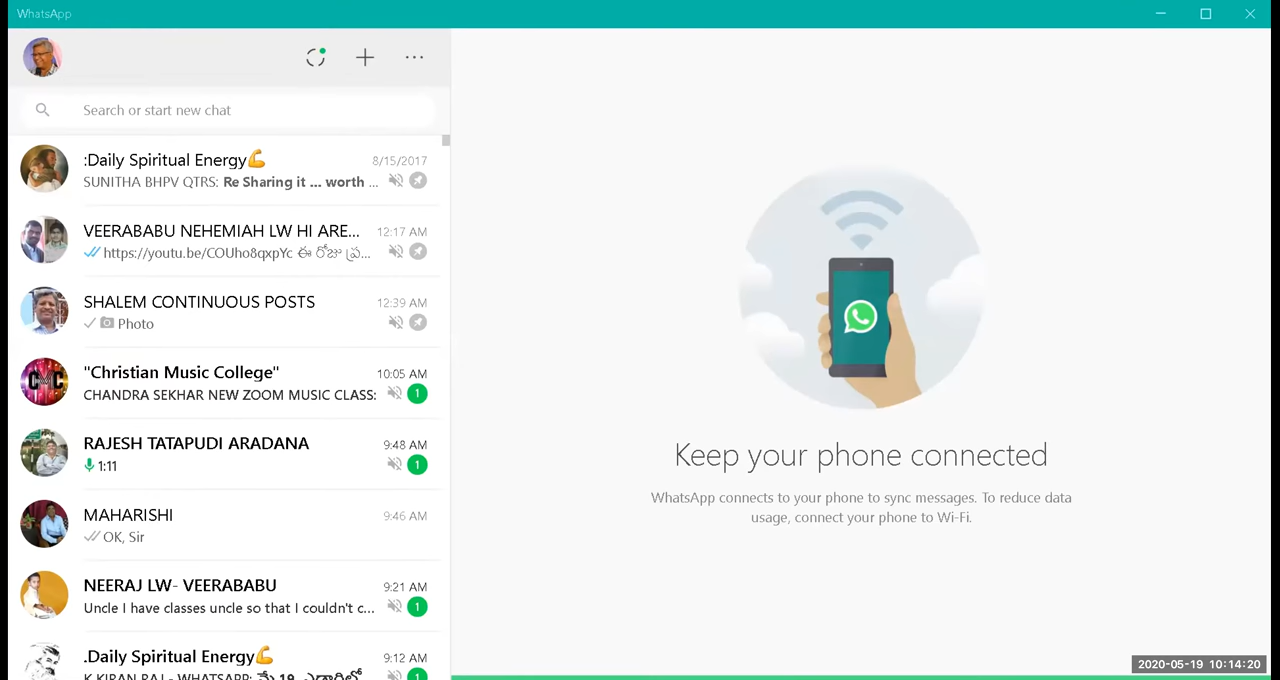 WhatsApp
Search or start new chat
:Daily Spiritual Energy💪 8/15/2017
SUNITHA BHPV QTRS: Re Sharing it ... worth ...
VEERABABU NEHEMIAH LW HI ARE... 12:17 AM
https://youtu.be/COUho8qxpYc ఈ రోజు ప్ర...
SHALEM CONTINUOUS POSTS 12:39 AM
Photo
"Christian Music College" 10:05 AM
CHANDRA SEKHAR NEW ZOOM MUSIC CLASS: 1
RAJESH TATAPUDI ARADANA 9:48 AM
1:11 1
MAHARISHI 9:46 AM
OK, Sir
NEERAJ LW- VEERABABU 9:21 AM
Uncle I have classes uncle so that I couldn't c... 1
.Daily Spiritual Energy💪 9:12 AM
K KIRAN RAJ - WHATSAPP: మే 19 ఎడారిలో 1
Keep your phone connected
WhatsApp connects to your phone to sync messages. To reduce data
usage, connect your phone to Wi-Fi.
2020-05-19 10:14:20